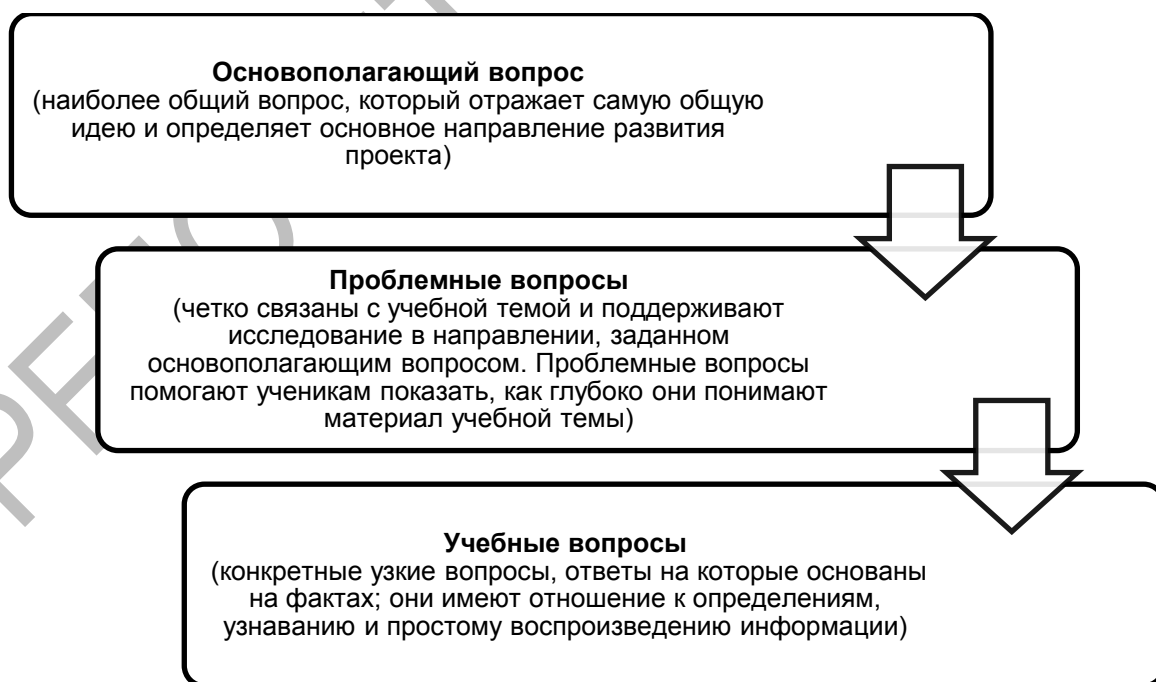 Основополагающий вопрос
(наиболее общий вопрос, который отражает самую общую
идею и определяет основное направление развития
проекта)
Проблемные вопросы
(четко связаны с учебной темой и поддерживают
исследование в направлении, заданном
основополагающим вопросом. Проблемные вопросы
помогают ученикам показать, как глубоко они понимают
материал учебной темы)
Учебные вопросы
(конкретные узкие вопросы, ответы на которые основаны
на фактах; они имеют отношение к определениям,
узнаванию и простому воспроизведению информации)